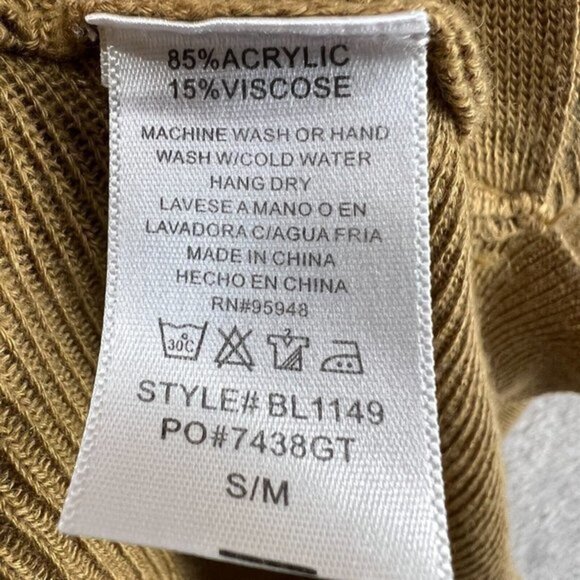 85%ACRYLIC
15%VISCOSE
MACHINE WASH OR HAND
WASH W/COLD WATER
HANG DRY
LAVESE A MANO O EN
LAVADORA C/AGUA FRIA
MADE IN CHINA
HECHO EN CHINA
RN#95948
30C
STYLE# BL1149
PO#7438GT
S/M